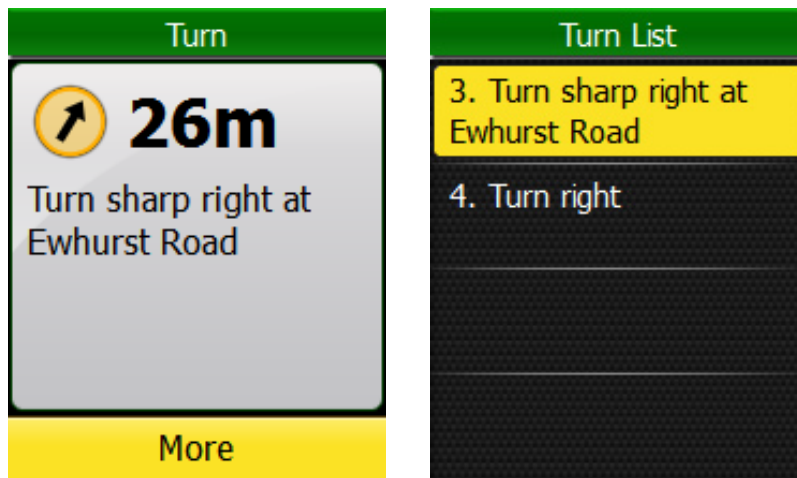 Turn
26m
Turn sharp right at
Ewhurst Road
More
Turn List
3. Turn sharp right at
Ewhurst Road
4. Turn right